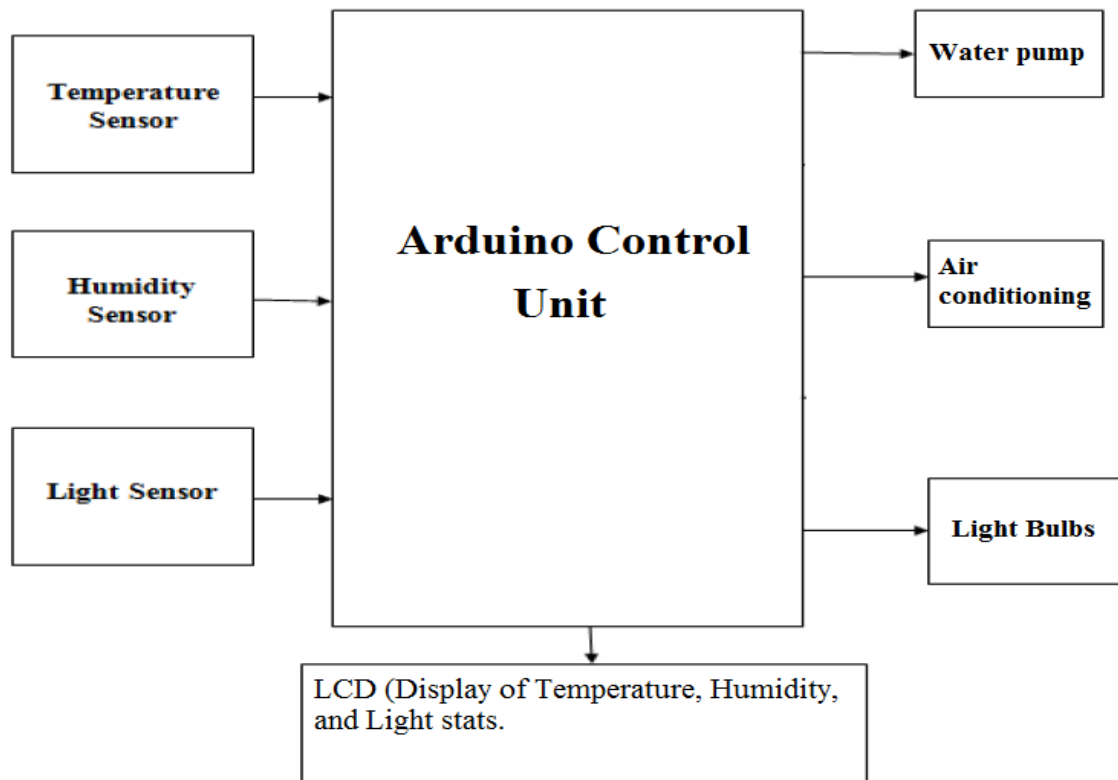 Temperature
Sensor
Humidity
Sensor
Light Sensor
Arduino Control
Unit
Water pump
Air
conditioning
Light Bulbs
LCD (Display of Temperature, Humidity,
and Light stats.